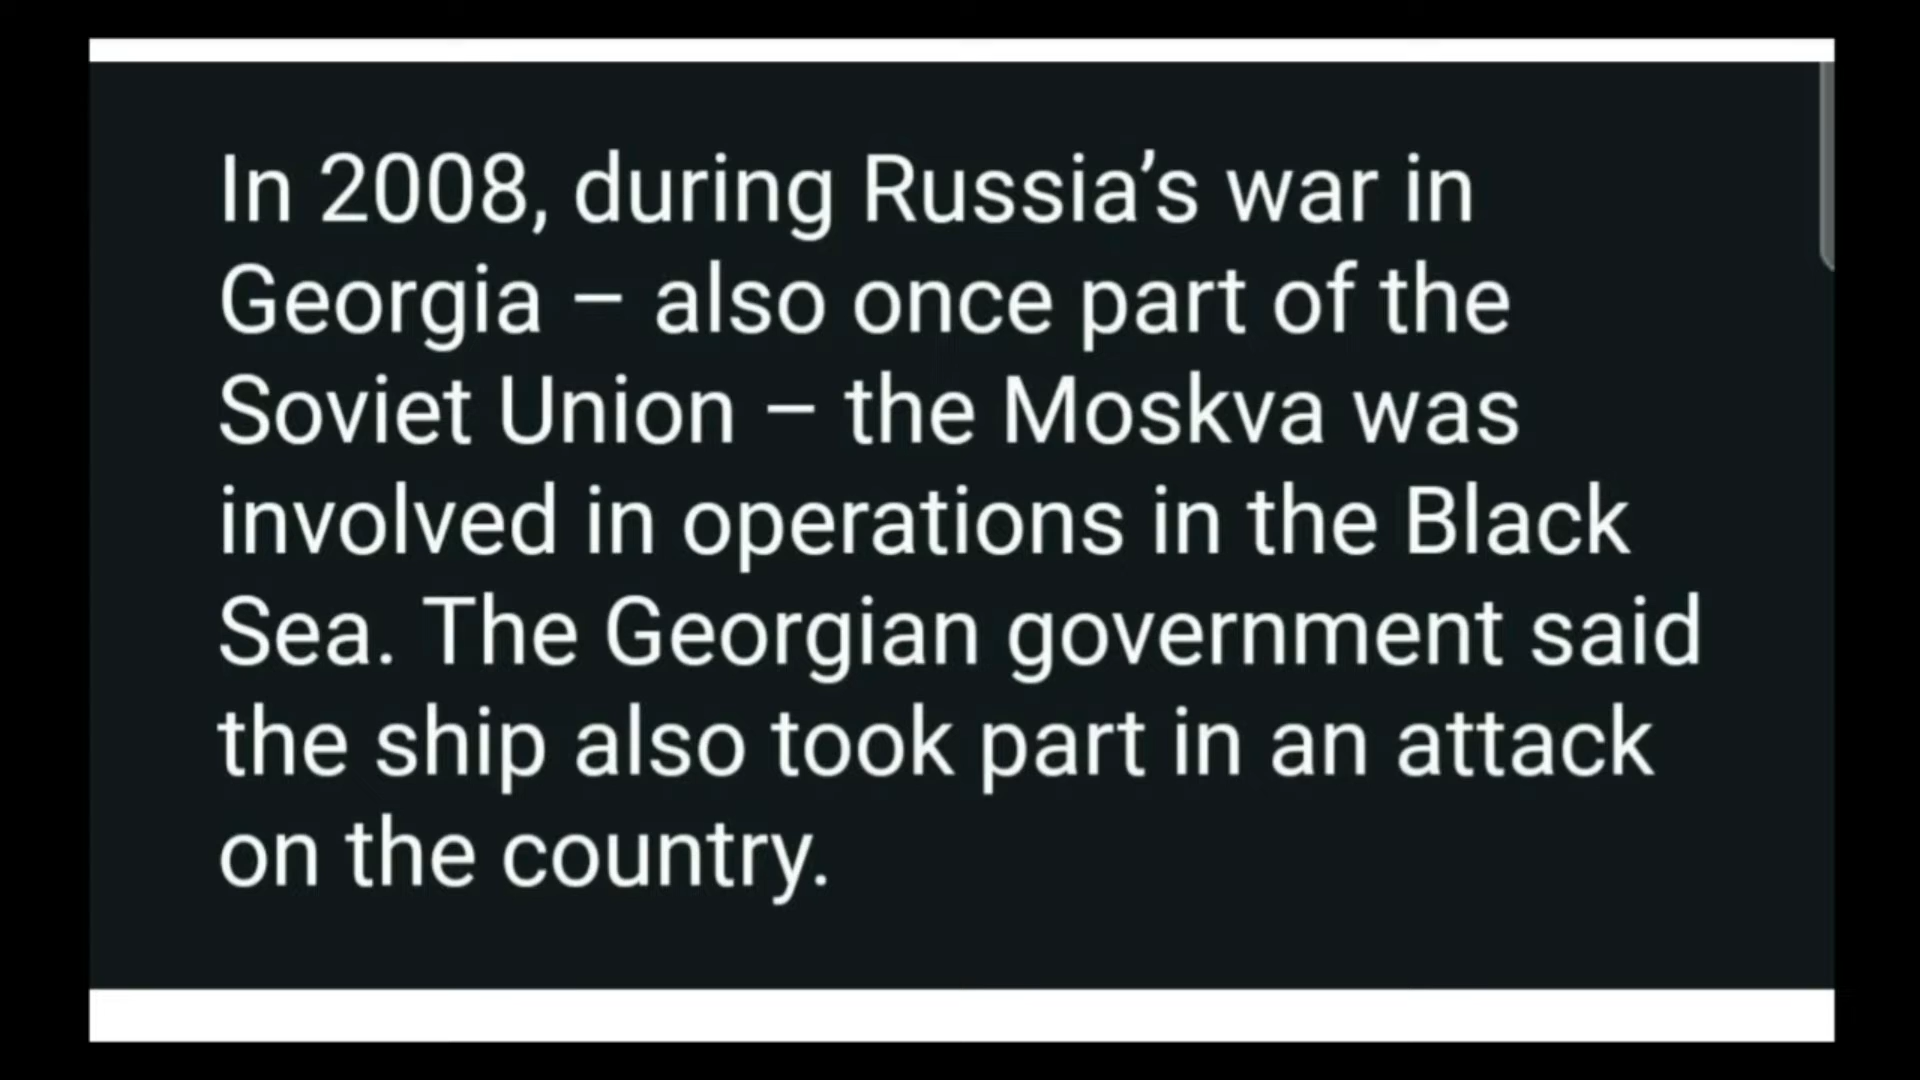 In 2008, during Russia’s war in
Georgia – also once part of the
Soviet Union – the Moskva was
involved in operations in the Black
Sea. The Georgian government said
the ship also took part in an attack
on the country.